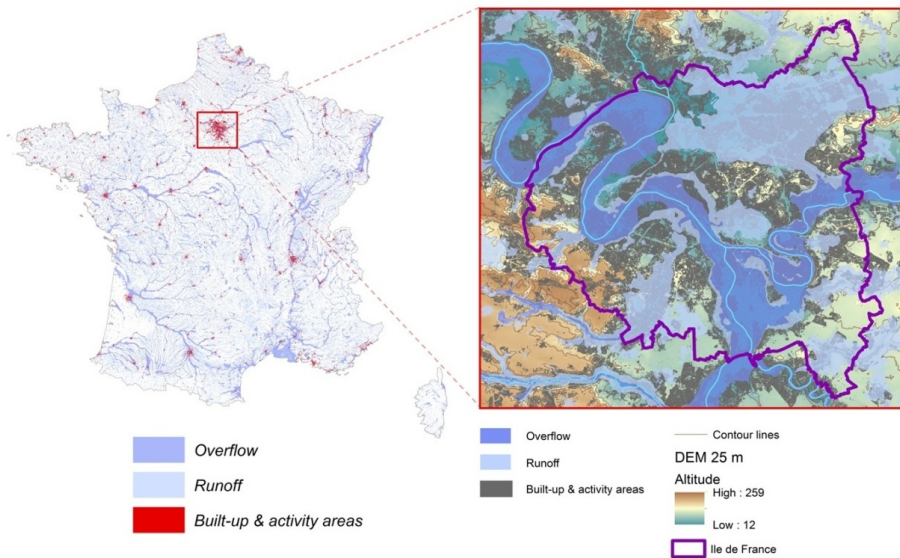 Overflow
Runoff
Built-up & activity areas
Overflow
Runoff
Built-up & activity areas
Contour lines
DEM 25 m
Altitude
High : 259
Low : 12
Ile de France